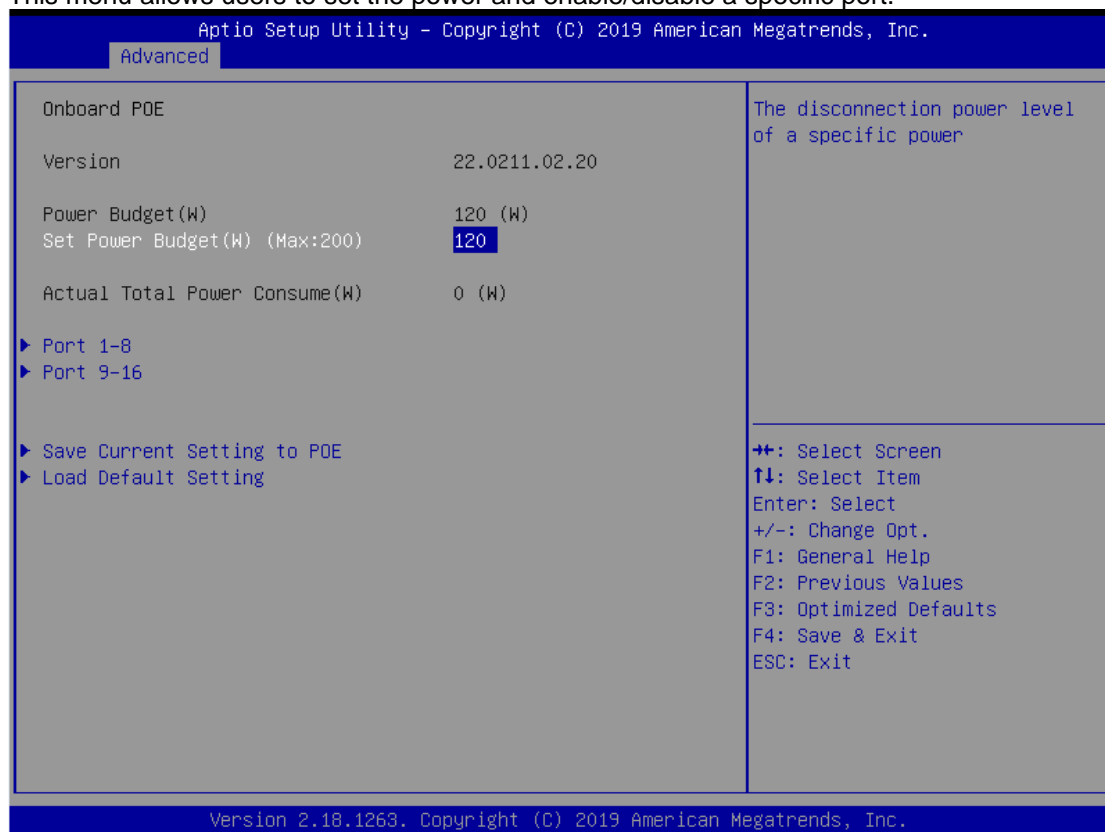 This menu allows users to set the power and enable/disable a specific port.
Aptio Setup Utility – Copyright (C) 2019 American Megatrends, Inc.
Advanced
Onboard POE
Version 22.0211.02.20
Power Budget(W) 120 (W)
Set Power Budget(W) (Max:200) 120
Actual Total Power Consume(W) 0 (W)
▶ Port 1-8
▶ Port 9-16
▶ Save Current Setting to POE
▶ Load Default Setting
The disconnection power level
of a specific power
→←: Select Screen
↑↓: Select Item
Enter: Select
+/-: Change Opt.
F1: General Help
F2: Previous Values
F3: Optimized Defaults
F4: Save & Exit
ESC: Exit
Version 2.18.1263. Copyright (C) 2019 American Megatrends, Inc.